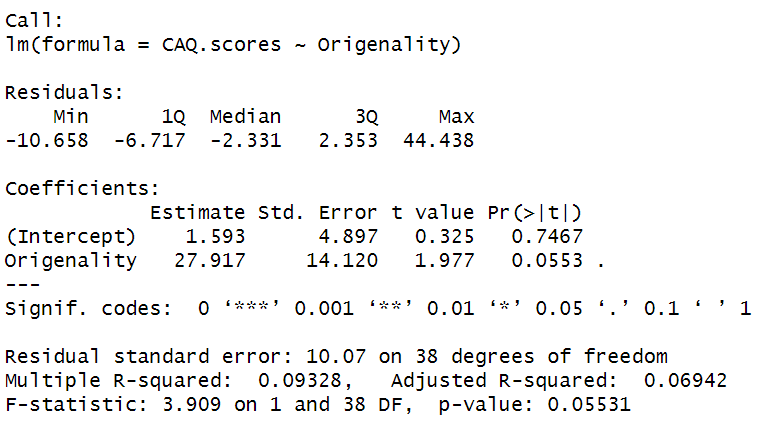 Call:
lm(formula = CAQ.scores ~ Origenality)
Residuals:
Min 1Q Median 3Q Max
-10.658 -6.717 -2.331 2.353 44.438
Coefficients:
Estimate Std. Error t value Pr(>|t|)
(Intercept) 1.593 4.897 0.325 0.7467
Origenality 27.917 14.120 1.977 0.0553 .
---
Signif. codes: 0 ‘***’ 0.001 ‘**’ 0.01 ‘*’ 0.05 ‘.’ 0.1 ‘ ’ 1
Residual standard error: 10.07 on 38 degrees of freedom
Multiple R-squared: 0.09328, Adjusted R-squared: 0.06942
F-statistic: 3.909 on 1 and 38 DF, p-value: 0.05531